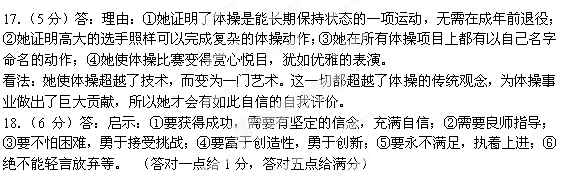 17.（5 分）答：理由：①她证明了体操是能长期保持状态的一项运动，无需在成年前退役；
②她证明高大的选手照样可以完成复杂的体操动作；③她在所有体操项目上都有以自己名字
命名的动作；④她使体操比赛变得赏心悦目，犹如优雅的表演。
看法：她使体操超越了技术，而变为一门艺术。这一切都超越了体操的传统观念，为体操事
业做出了巨大贡献，所以她才会有如此自信的自我评价。
18.（6 分）答：启示：①要获得成功，需要有坚定的信念，充满自信；②需要良师指导；
③要不怕困难，勇于接受挑战；④要富于创造性，勇于创新；⑤要永不满足，执着上进；⑥
绝不能轻言放弃等。 （答对一点给 1 分，答对五点给满分）